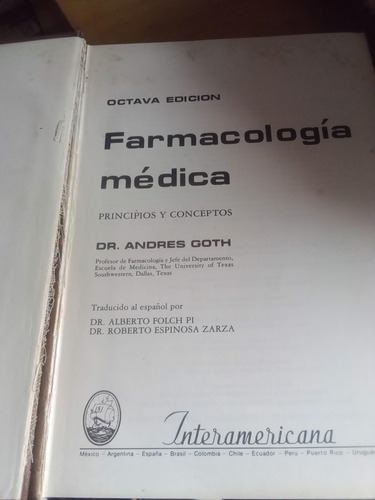 OCTAVA EDICION
Farmacología
médica
PRINCIPIOS Y CONCEPTOS
DR. ANDRES GOTH
Profesor de Farmacología y Jefe del Departamento,
Escuela de Medicina, The University of Texas
Southwestern, Dallas, Texas
Traducido al español por
DR. ALBERTO FOLCH PI
DR. ROBERTO ESPINOSA ZARZA
Interamericana
México - Argentina - España - Brasil - Colombia - Chile - Ecuador - Perú - Puerto Rico - Uruguay